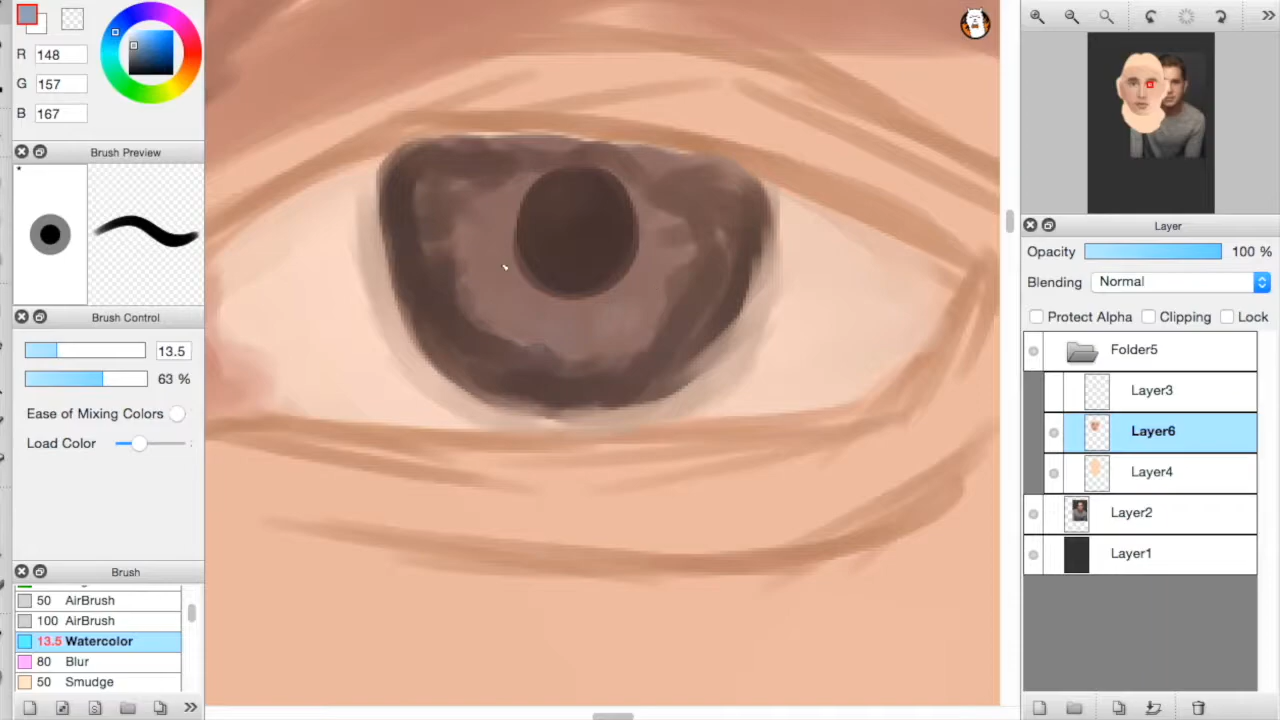 R 148
G 157
B 167
Brush Preview
Brush Control
13.5
63 %
Ease of Mixing Colors
Load Color
Brush
50 AirBrush
100 AirBrush
13.5 Watercolor
80 Blur
50 Smudge
Layer
Opacity 100 %
Blending Normal
Protect Alpha Clipping Lock
Folder5
Layer3
Layer6
Layer4
Layer2
Layer1